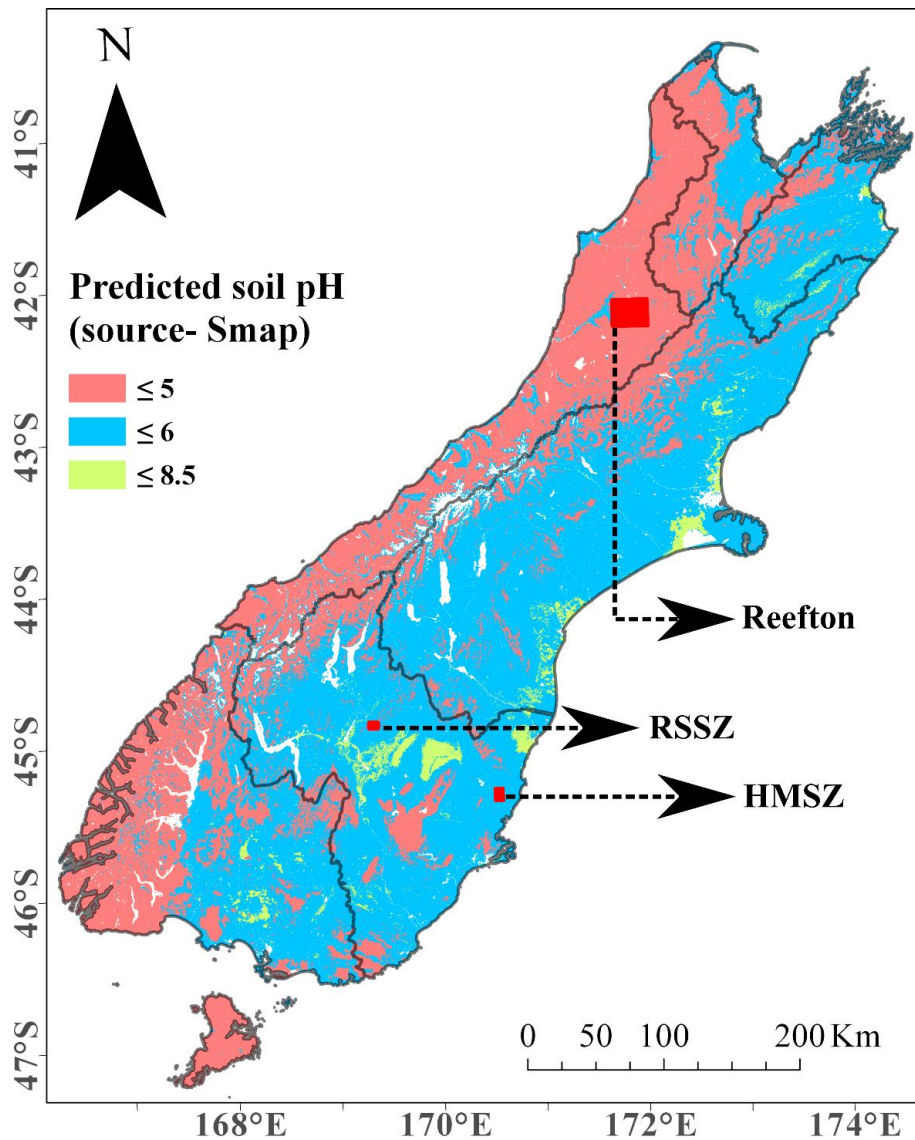 N
41°S
42°S
43°S
44°S
45°S
46°S
47°S
Predicted soil pH
(source- Smap)
≤ 5
≤ 6
≤ 8.5
Reefton
RSSZ
HMSZ
0 50 100 200 Km
168°E 170°E 172°E 174°E